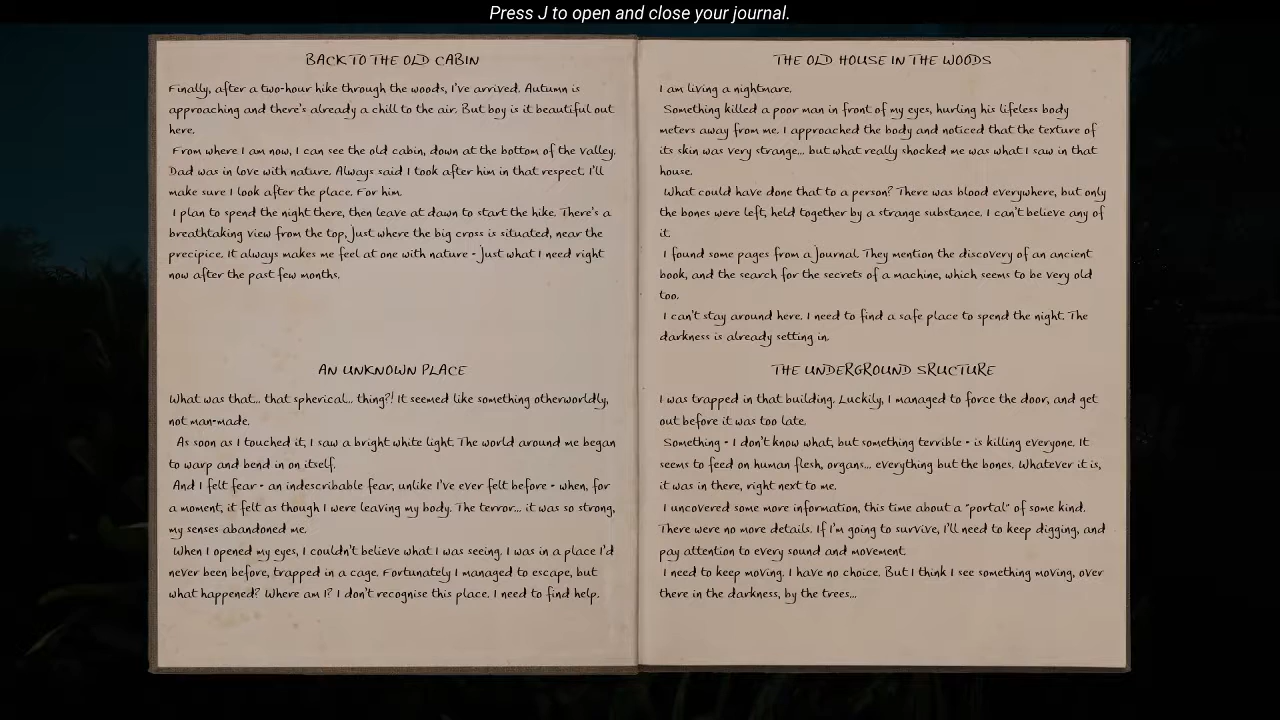 Press J to open and close your journal.
BACK TO THE OLD CABIN
Finally, after a two-hour hike through the woods, I've arrived. Autumn is
approaching and there's already a chill to the air. But boy is it beautiful out
here.
From where I am now, I can see the old cabin, down at the bottom of the valley.
Dad was in love with nature. Always said I took after him in that respect. I'll
make sure I look after the place. For him.
I plan to spend the night there, then leave at dawn to start the hike. There's a
breathtaking view from the top, just where the big cross is situated, near the
precipice. It always makes me feel at one with nature - just what I need right
now after the past few months.
AN UNKNOWN PLACE
What was that... that spherical... thing?! It seemed like something otherworldly,
not man-made.
As soon as I touched it, I saw a bright white light. The world around me began
to warp and bend in on itself.
And I felt fear - an indescribable fear, unlike I've ever felt before - when, for
a moment, it felt as though I were leaving my body. The terror... it was so strong,
my senses abandoned me.
When I opened my eyes, I couldn't believe what I was seeing. I was in a place I'd
never been before, trapped in a cage. Fortunately I managed to escape, but
what happened? Where am I? I don't recognise this place. I need to find help.
THE OLD HOUSE IN THE WOODS
I am living a nightmare.
Something killed a poor man in front of my eyes, hurling his lifeless body
meters away from me. I approached the body and noticed that the texture of
its skin was very strange... but what really shocked me was what I saw in that
house.
What could have done that to a person? There was blood everywhere, but only
the bones were left, held together by a strange substance. I can't believe any of
it.
I found some pages from a journal. They mention the discovery of an ancient
book, and the search for the secrets of a machine, which seems to be very old
too.
I can't stay around here. I need to find a safe place to spend the night. The
darkness is already setting in.
THE UNDERGROUND SRUCTURE
I was trapped in that building. Luckily, I managed to force the door, and get
out before it was too late.
Something - I don't know what, but something terrible - is killing everyone. It
seems to feed on human flesh, organs... everything but the bones. Whatever it is,
it was in there, right next to me.
I uncovered some more information, this time about a "portal" of some kind.
There were no more details. If I'm going to survive, I'll need to keep digging, and
pay attention to every sound and movement.
I need to keep moving. I have no choice. But I think I see something moving, over
there in the darkness, by the trees...